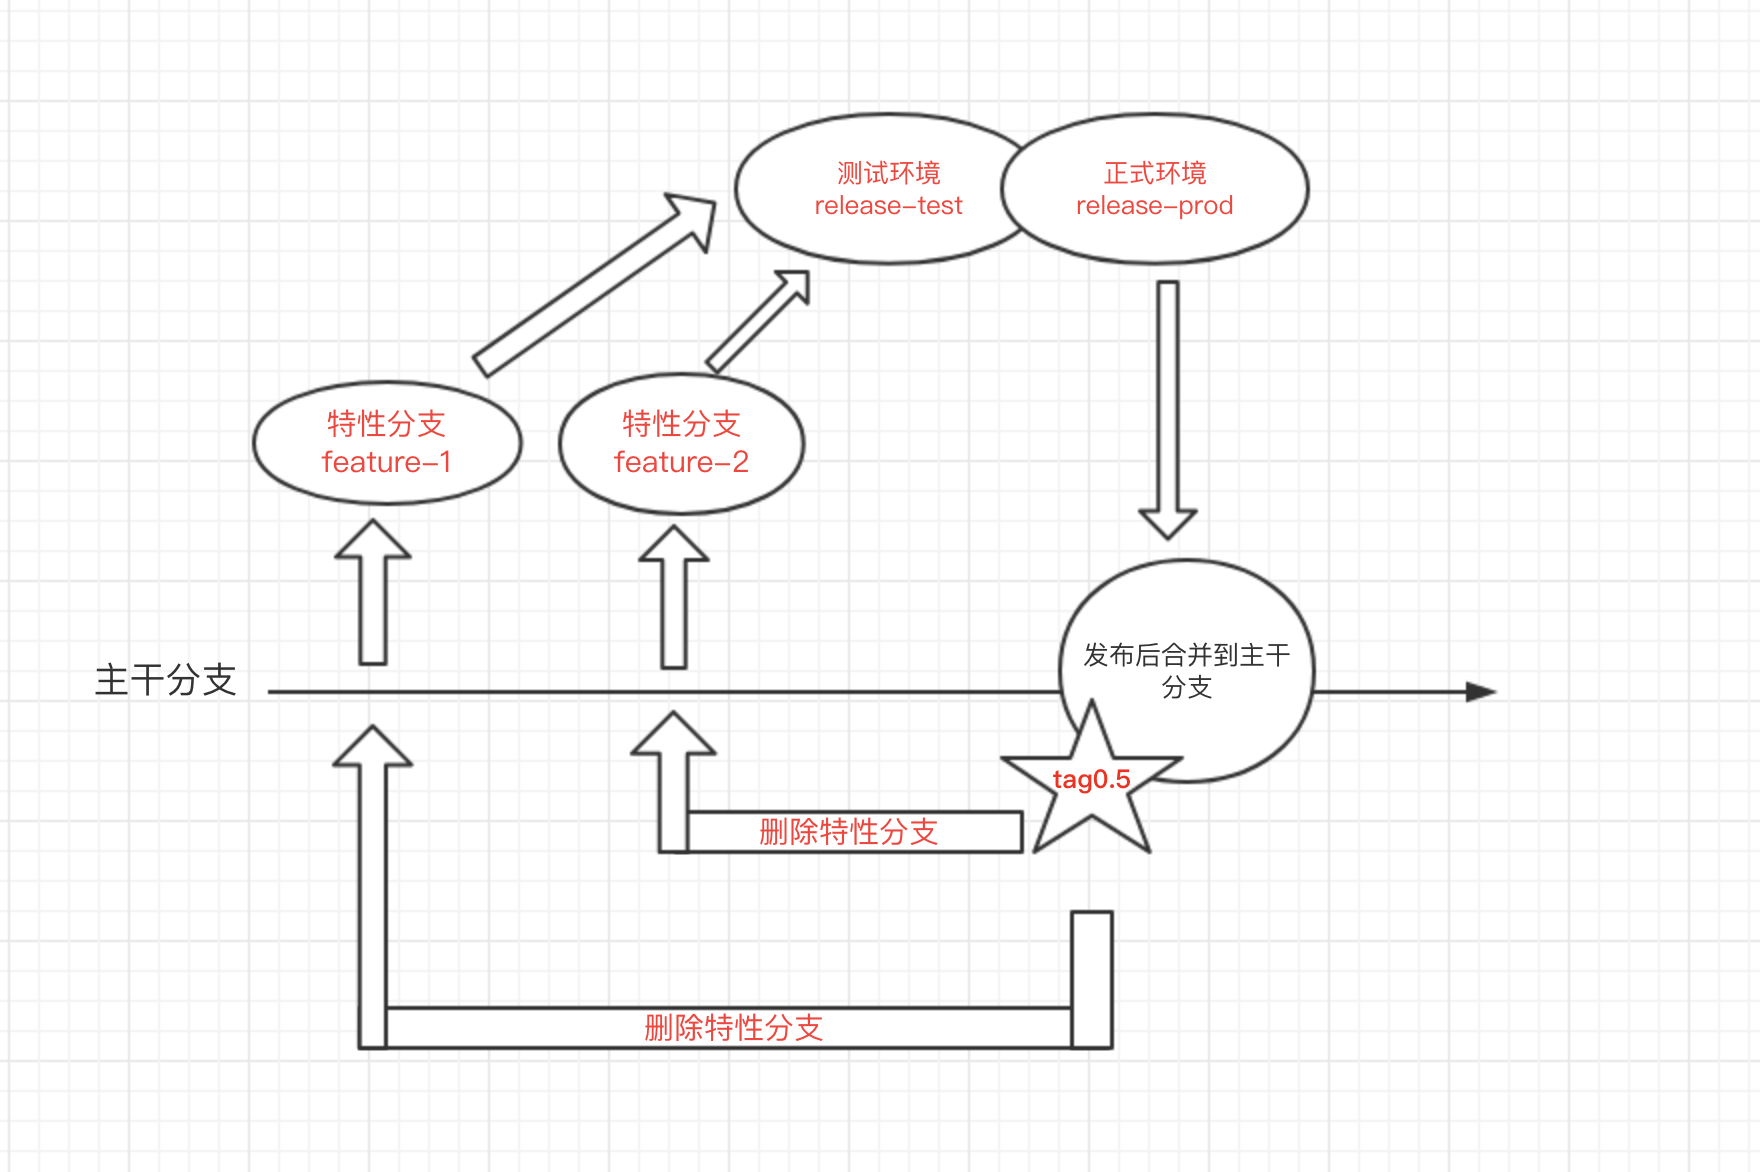 测试环境
release-test
正式环境
release-prod
特性分支
feature-1
特性分支
feature-2
主干分支
发布后合并到主干
分支
tag0.5
删除特性分支
删除特性分支